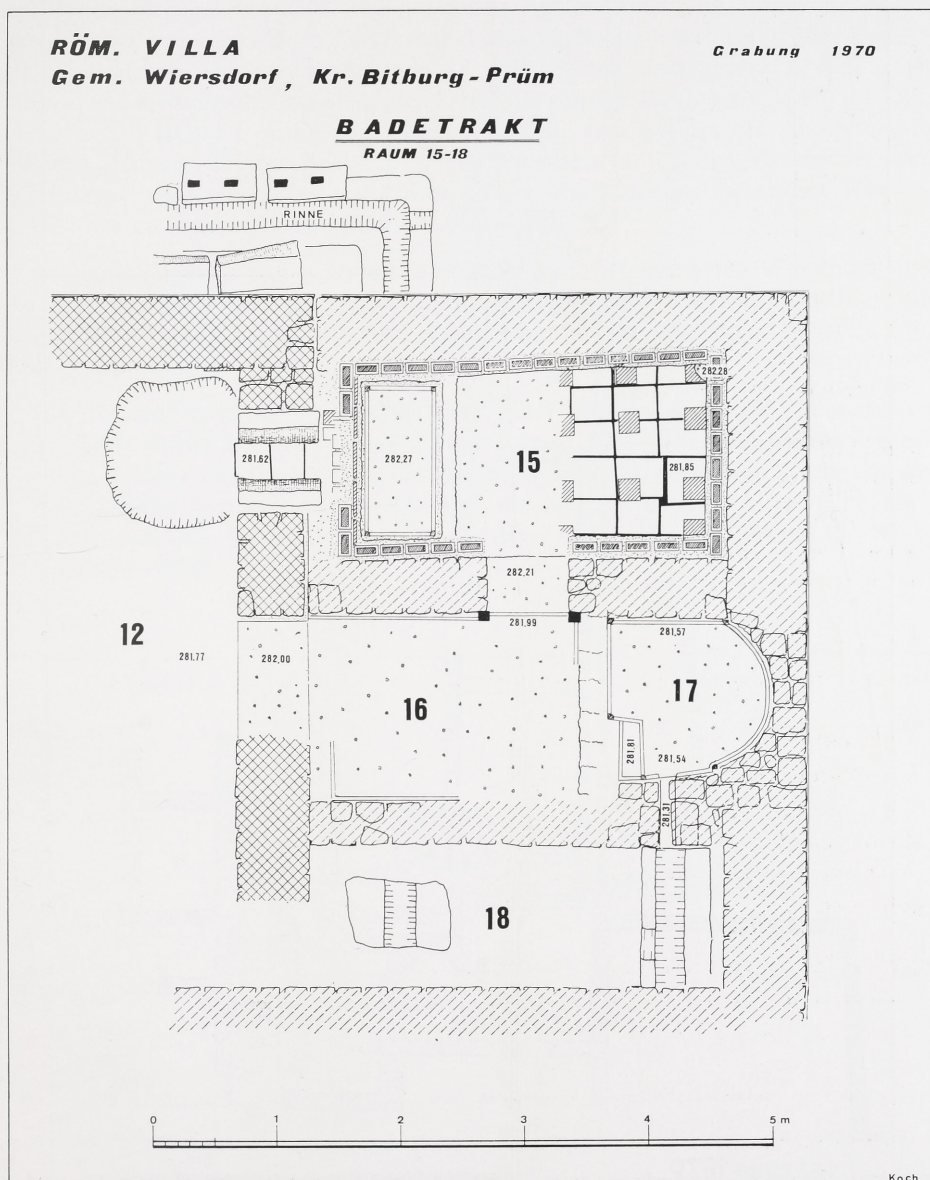 RÖM. VILLA
Grabung 1970
Gem. Wiersdorf, Kr. Bitburg-Prüm
BADETRAKT
RAUM 15-18
RINNE
282.28
281.62
282.27
15
281.85
282.21
12
281.77
282.00
281.99
281.57
16
17
281.81
281.54
281.31
18
0 1 2 3 4 5 m
Koch